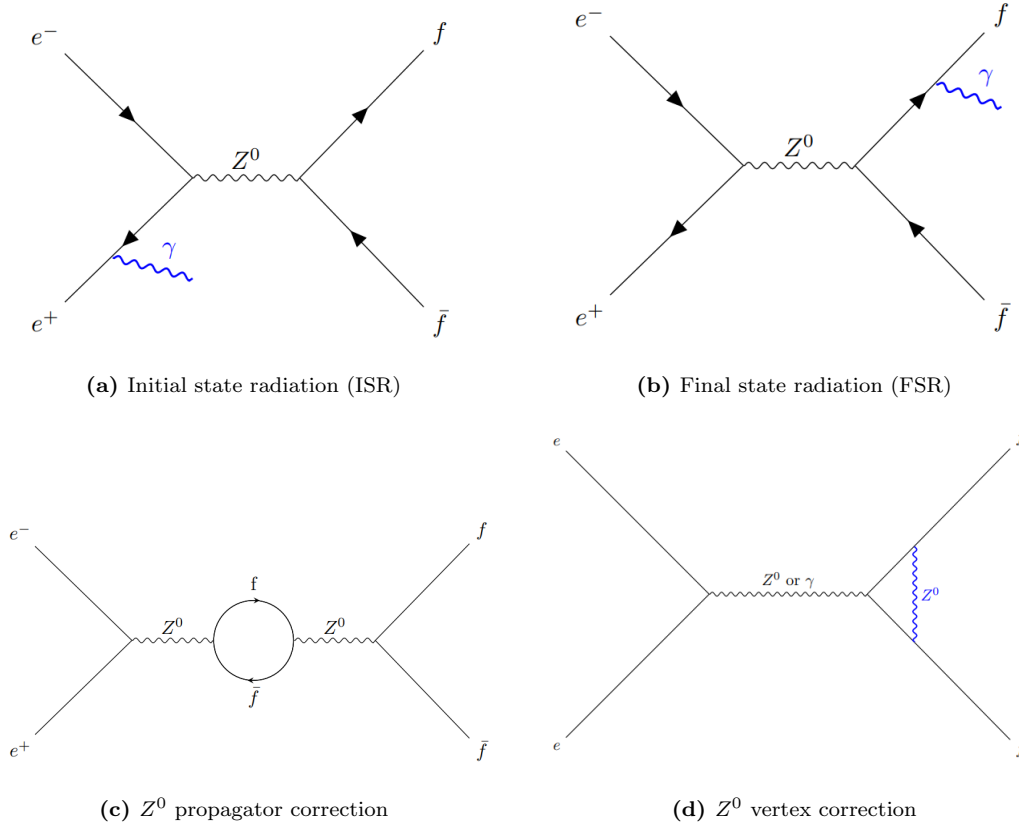 e−
f
Z0
γ
e+
f̄
(a) Initial state radiation (ISR)
e−
f
γ
Z0
e+
f̄
(b) Final state radiation (FSR)
e−
f
f
Z0
Z0
f̄
e+
f̄
(c) Z0 propagator correction
e
Z0 or γ
Z0
e
(d) Z0 vertex correction